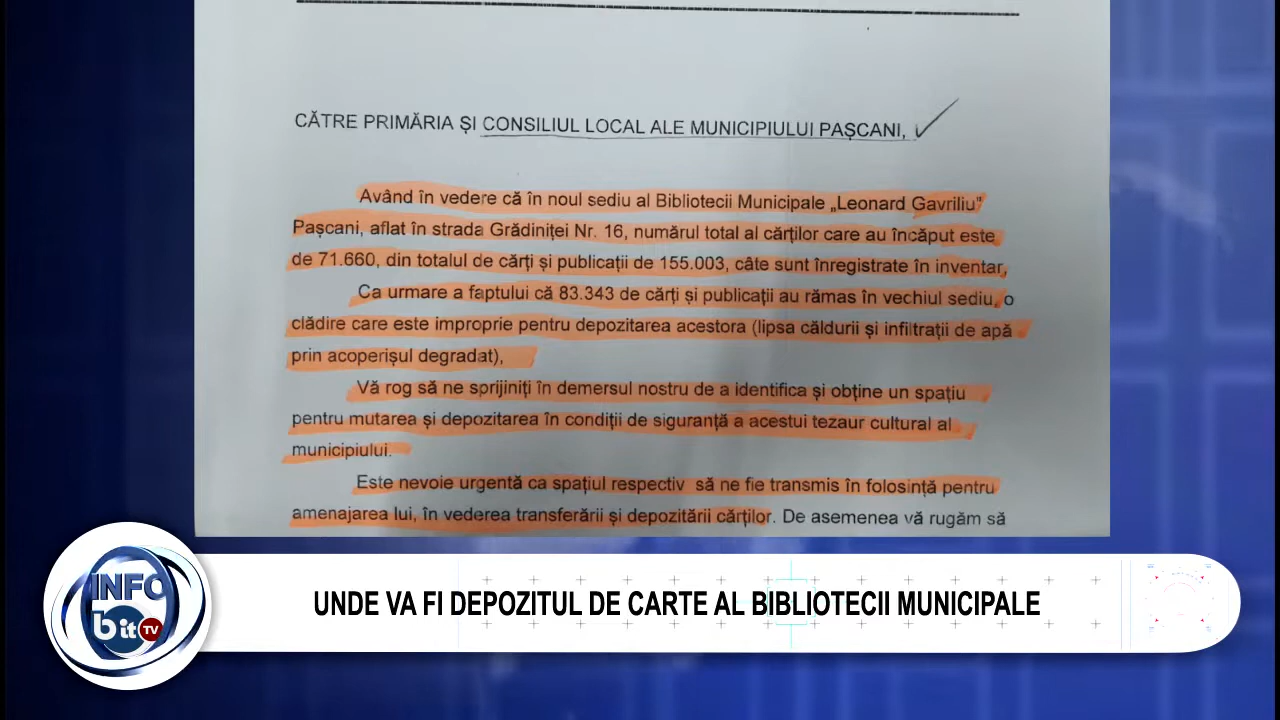 CĂTRE PRIMĂRIA ȘI CONSILIUL LOCAL ALE MUNICIPIULUI PAȘCANI,
Având în vedere că în noul sediu al Bibliotecii Municipale „Leonard Gavriliu"
Pașcani, aflat în strada Grădiniței Nr. 16, numărul total al cărților care au încăput este
de 71.660, din totalul de cărți și publicații de 155.003, câte sunt înregistrate în inventar,
Ca urmare a faptului că 83.343 de cărți și publicații au rămas în vechiul sediu, o
clădire care este improprie pentru depozitarea acestora (lipsa căldurii și infiltrații de apă
prin acoperișul degradat),
Vă rog să ne sprijiniți în demersul nostru de a identifica și obține un spațiu
pentru mutarea și depozitarea în condiții de siguranță a acestui tezaur cultural al
municipiului.
Este nevoie urgentă ca spațiul respectiv să ne fie transmis în folosință pentru
amenajarea lui, în vederea transferării și depozitării cărților. De asemenea vă rugăm să
INFO
bit TV
UNDE VA FI DEPOZITUL DE CARTE AL BIBLIOTECII MUNICIPALE